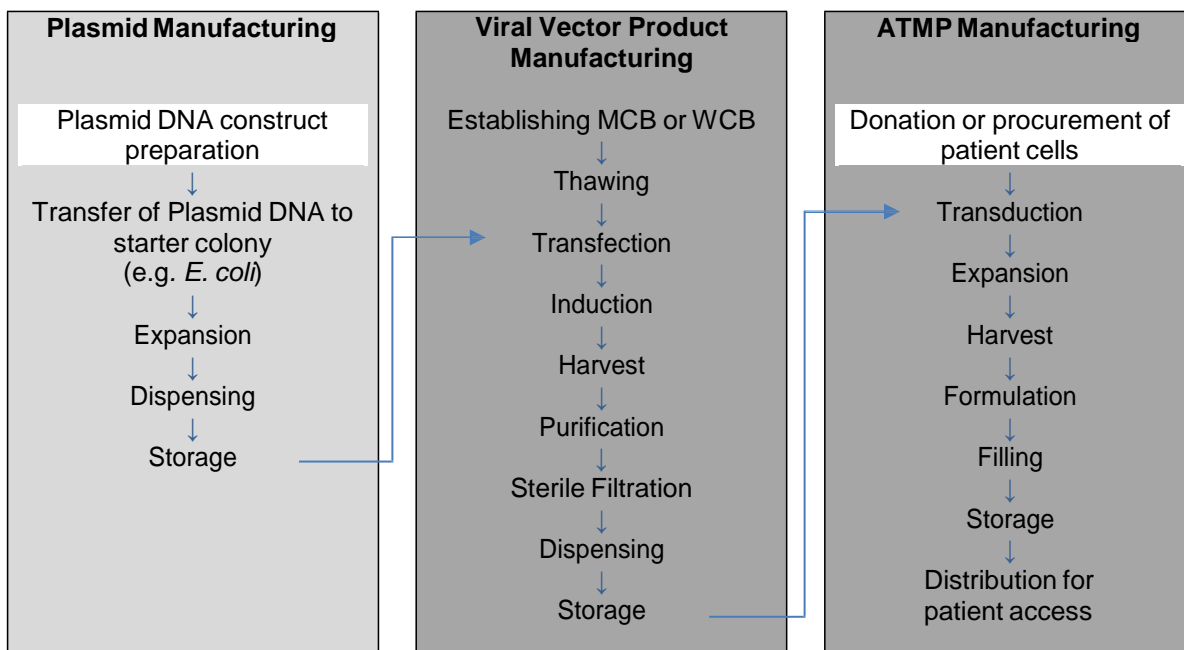 Plasmid Manufacturing
Plasmid DNA construct
preparation
↓
Transfer of Plasmid DNA to
starter colony
(e.g. E. coli)
↓
Expansion
↓
Dispensing
↓
Storage
Viral Vector Product
Manufacturing
Establishing MCB or WCB
↓
Thawing
↓
Transfection
↓
Induction
↓
Harvest
↓
Purification
↓
Sterile Filtration
↓
Dispensing
↓
Storage
ATMP Manufacturing
Donation or procurement of
patient cells
↓
Transduction
↓
Expansion
↓
Harvest
↓
Formulation
↓
Filling
↓
Storage
↓
Distribution for
patient access